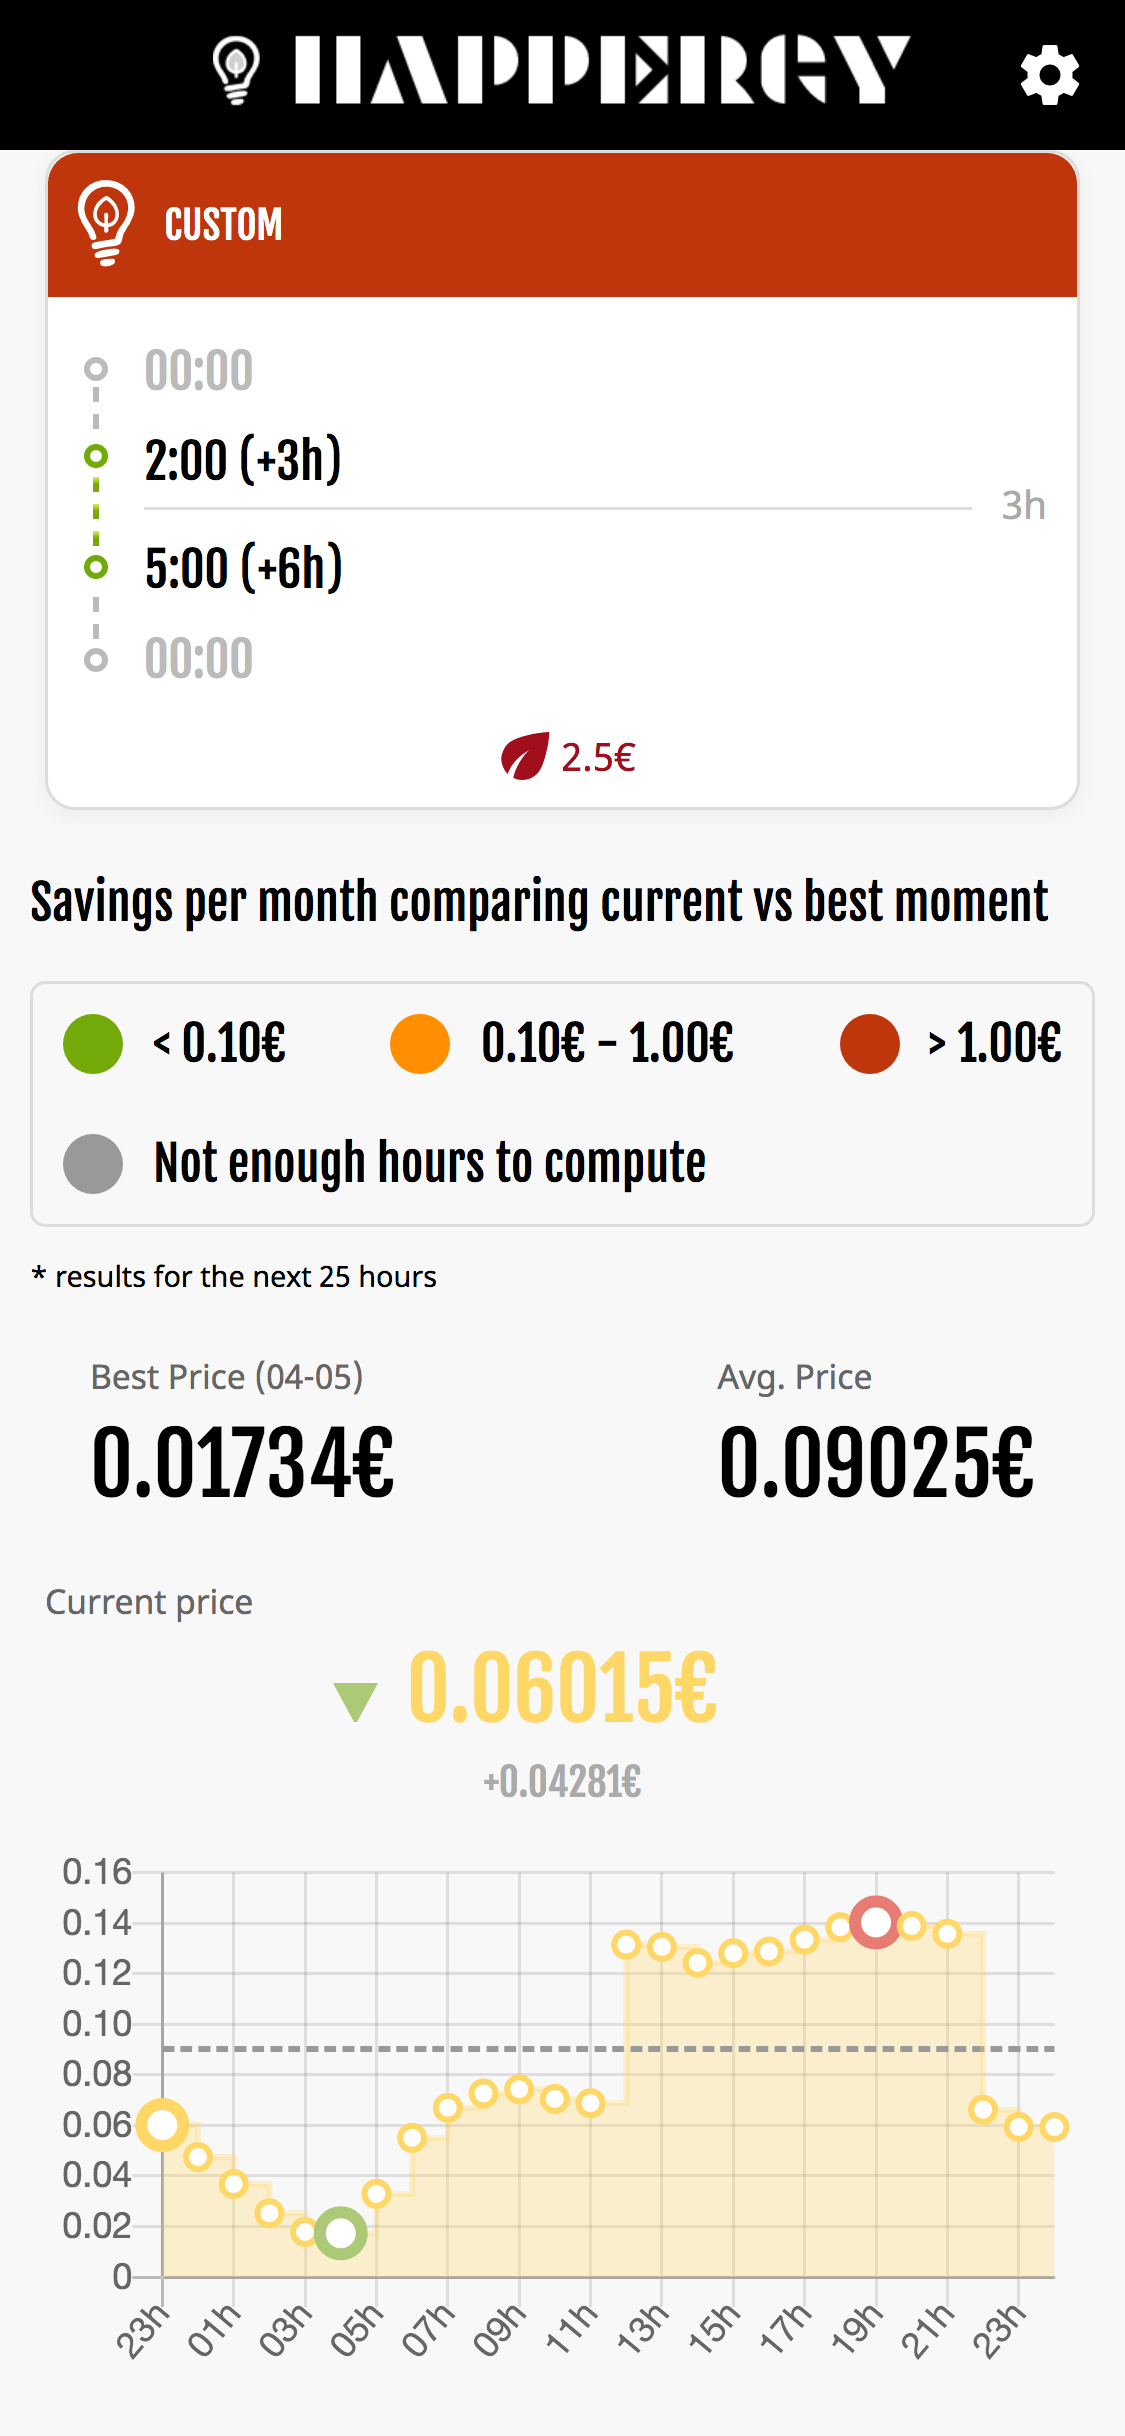 HAPPERGY
CUSTOM
00:00
2:00 (+3h)
3h
5:00 (+6h)
00:00
2.5€
Savings per month comparing current vs best moment
< 0.10€
0.10€ - 1.00€
> 1.00€
Not enough hours to compute
* results for the next 25 hours
Best Price (04-05)
Avg. Price
0.01734€
0.09025€
Current price
0.06015€
+0.04281€
0.16
0.14
0.12
0.10
0.08
0.06
0.04
0.02
0
23h 01h 03h 05h 07h 09h 11h 13h 15h 17h 19h 21h 23h